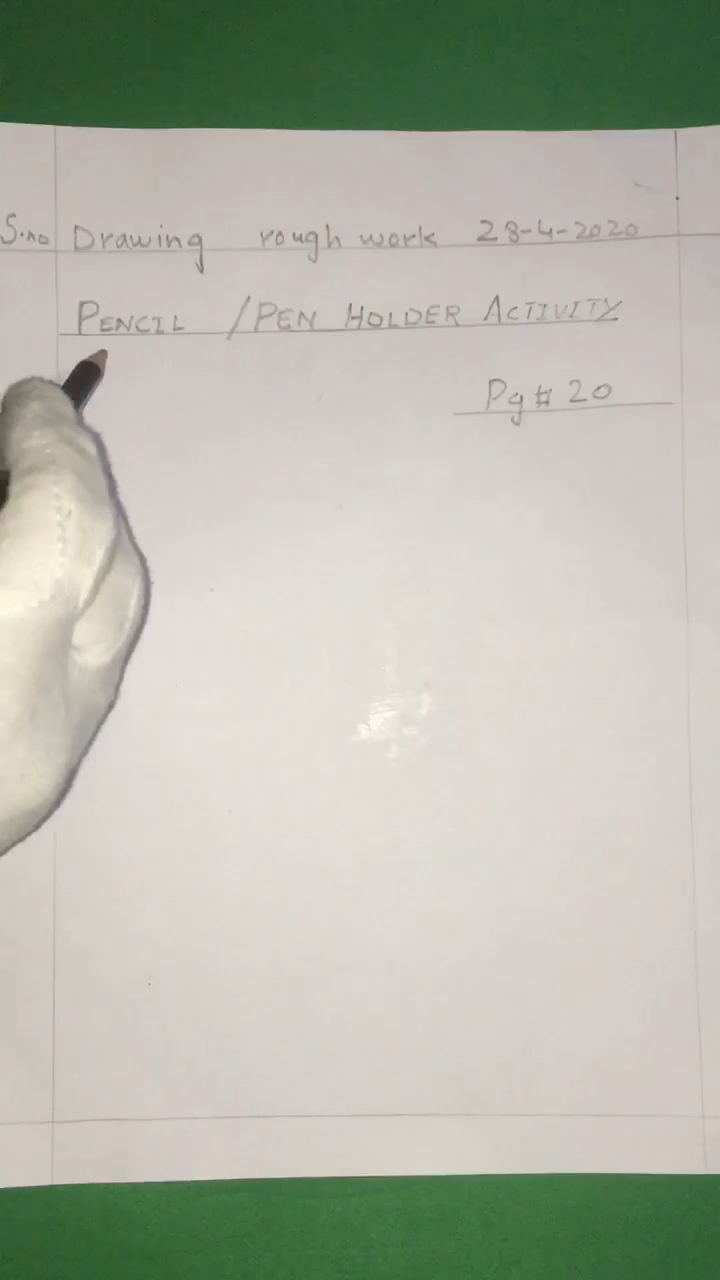 S.no Drawing rough work 28-4-2020
PENCIL / PEN HOLDER ACTIVITY
Pg # 20